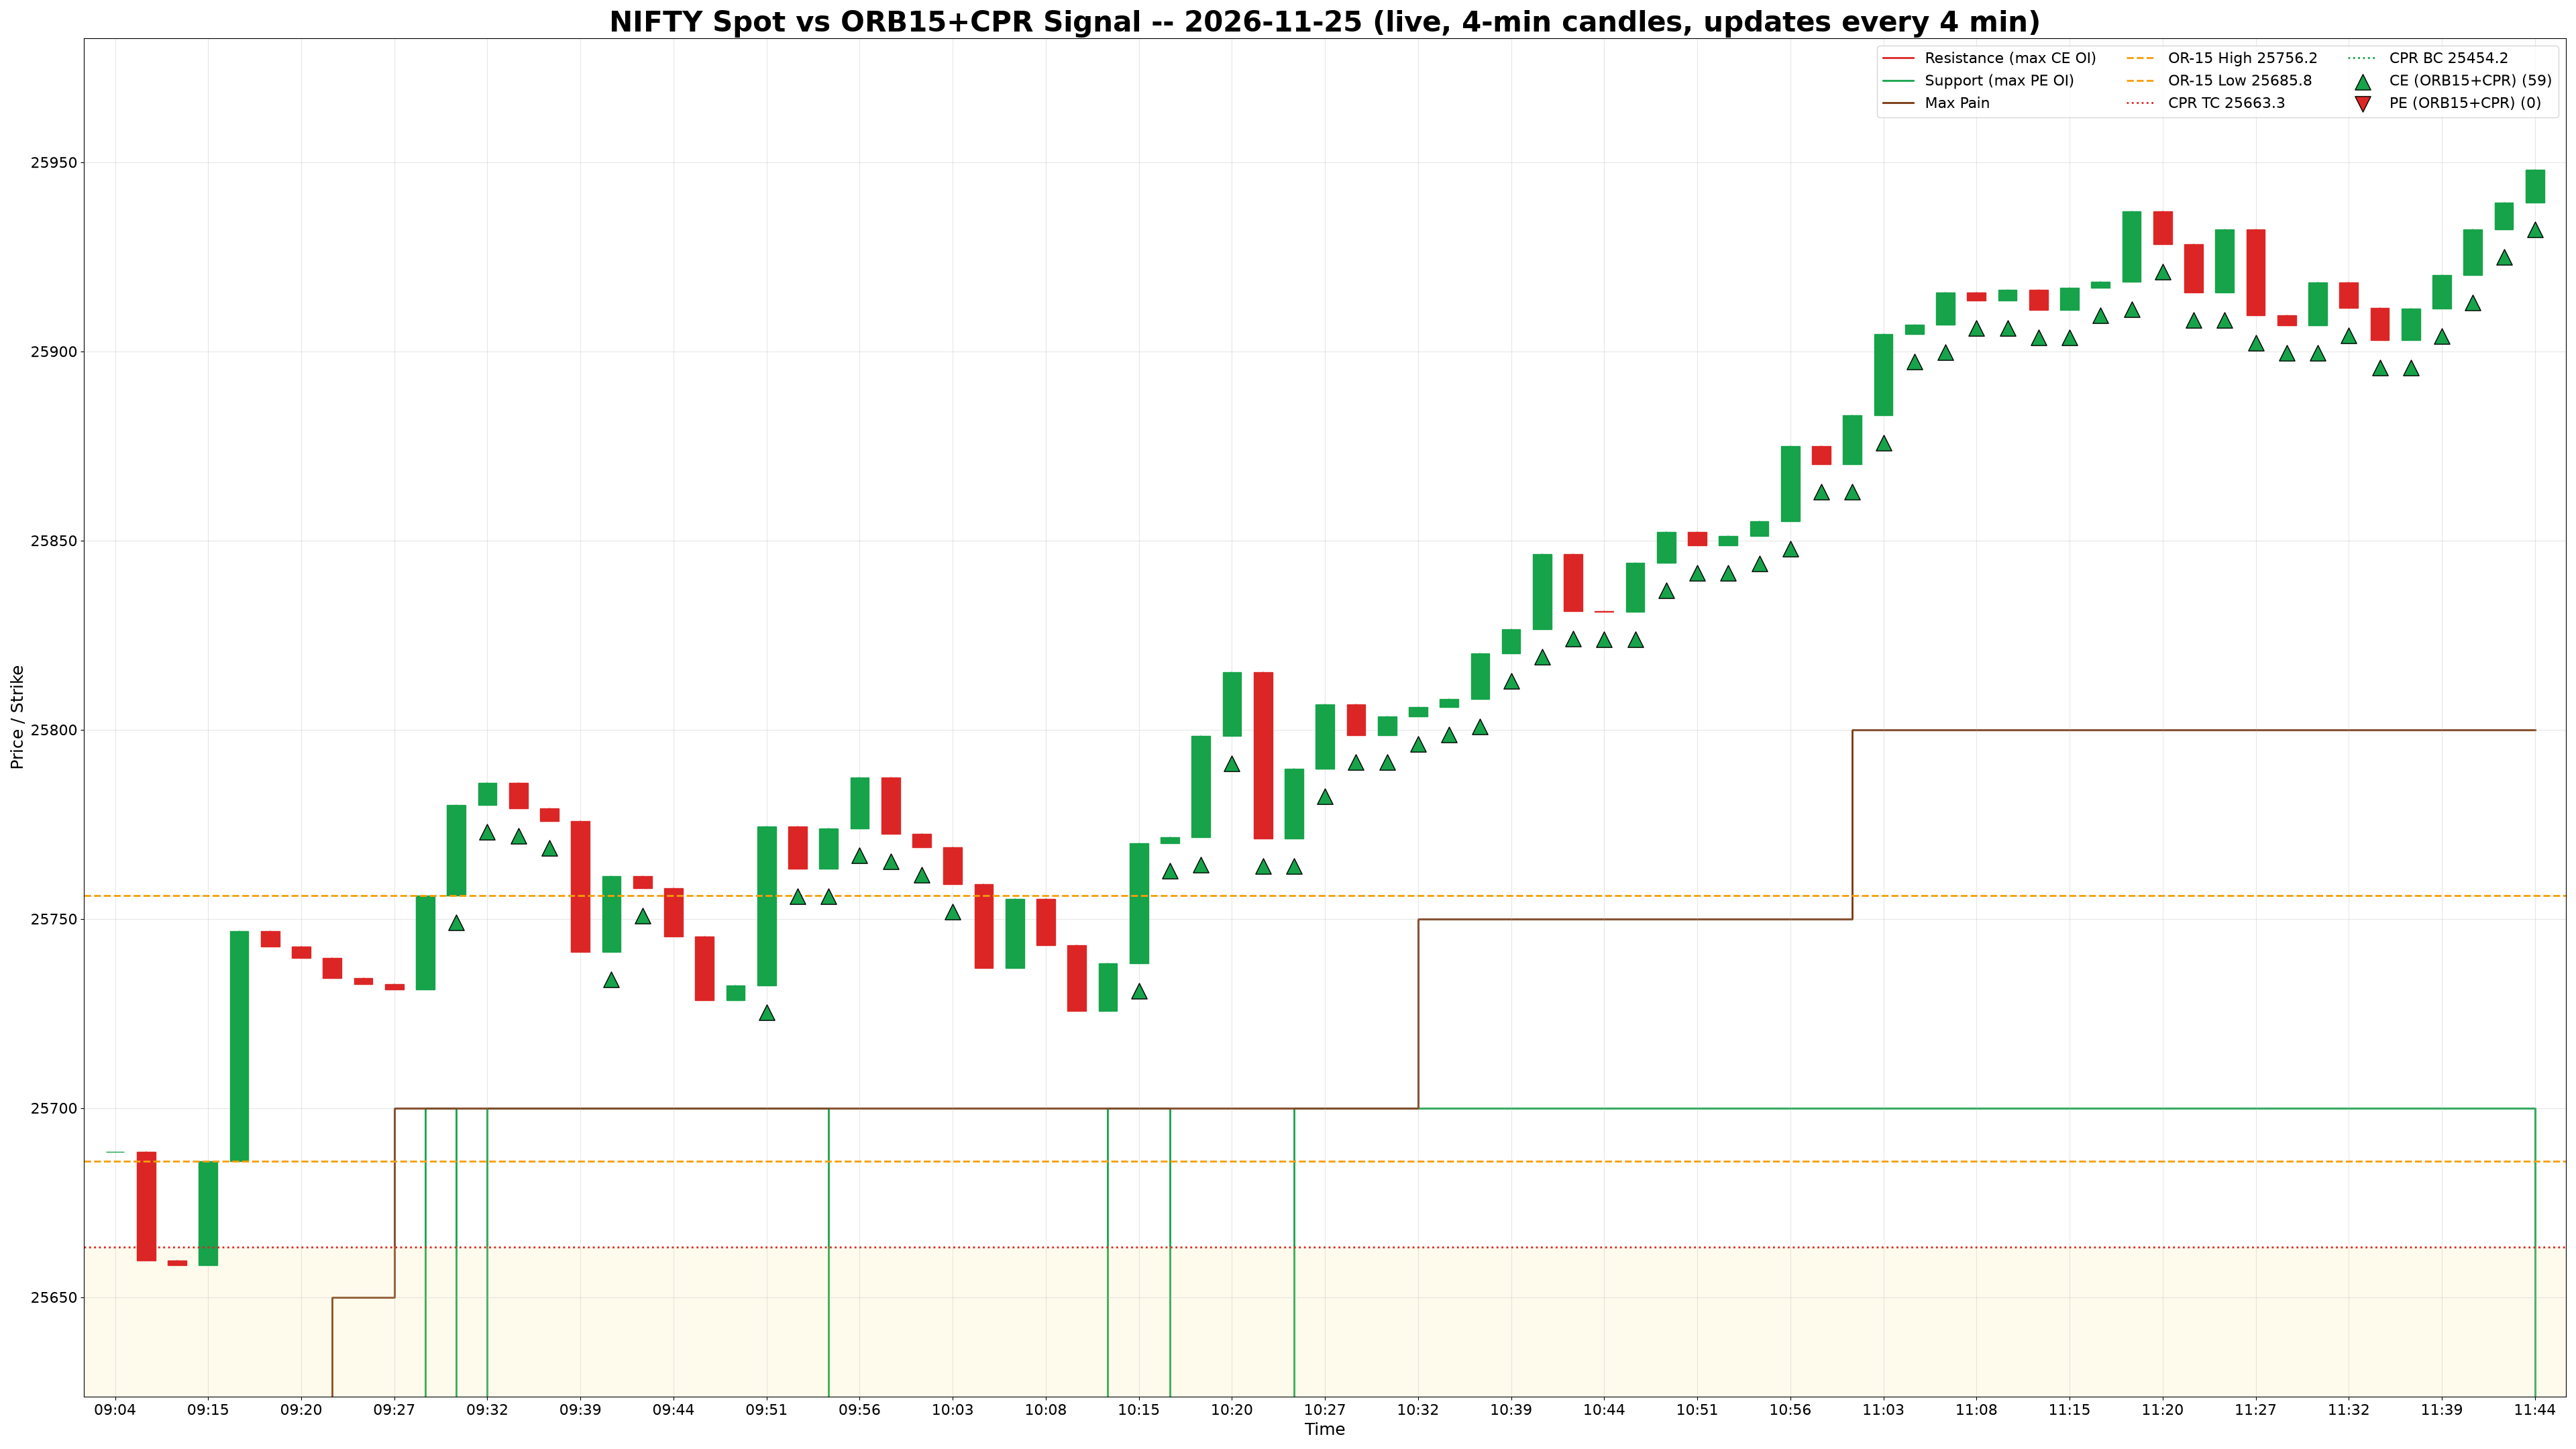 NIFTY Spot vs ORB15+CPR Signal -- 2026-11-25 (live, 4-min candles, updates every 4 min)
Resistance (max CE OI)
Support (max PE OI)
Max Pain
OR-15 High 25756.2
OR-15 Low 25685.8
CPR TC 25663.3
CPR BC 25454.2
CE (ORB15+CPR) (59)
PE (ORB15+CPR) (0)
Price / Strike
25950
25900
25850
25800
25750
25700
25650
09:04 09:15 09:20 09:27 09:32 09:39 09:44 09:51 09:56 10:03 10:08 10:15 10:20 10:27 10:32 10:39 10:44 10:51 10:56 11:03 11:08 11:15 11:20 11:27 11:32 11:39 11:44
Time